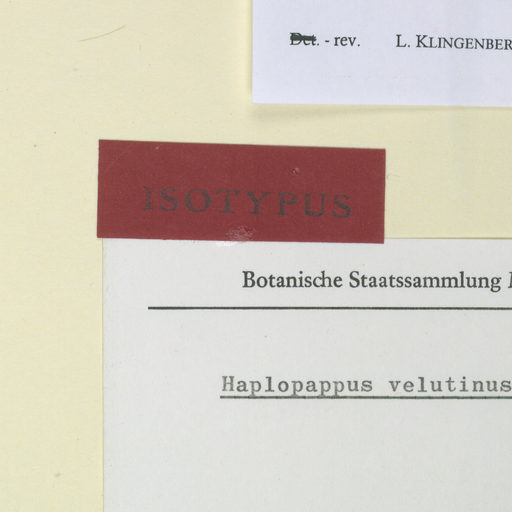 Det. - rev. L. KLINGENBER
ISOTYPUS
Botanische Staatssammlung
Haplopappus velutinus